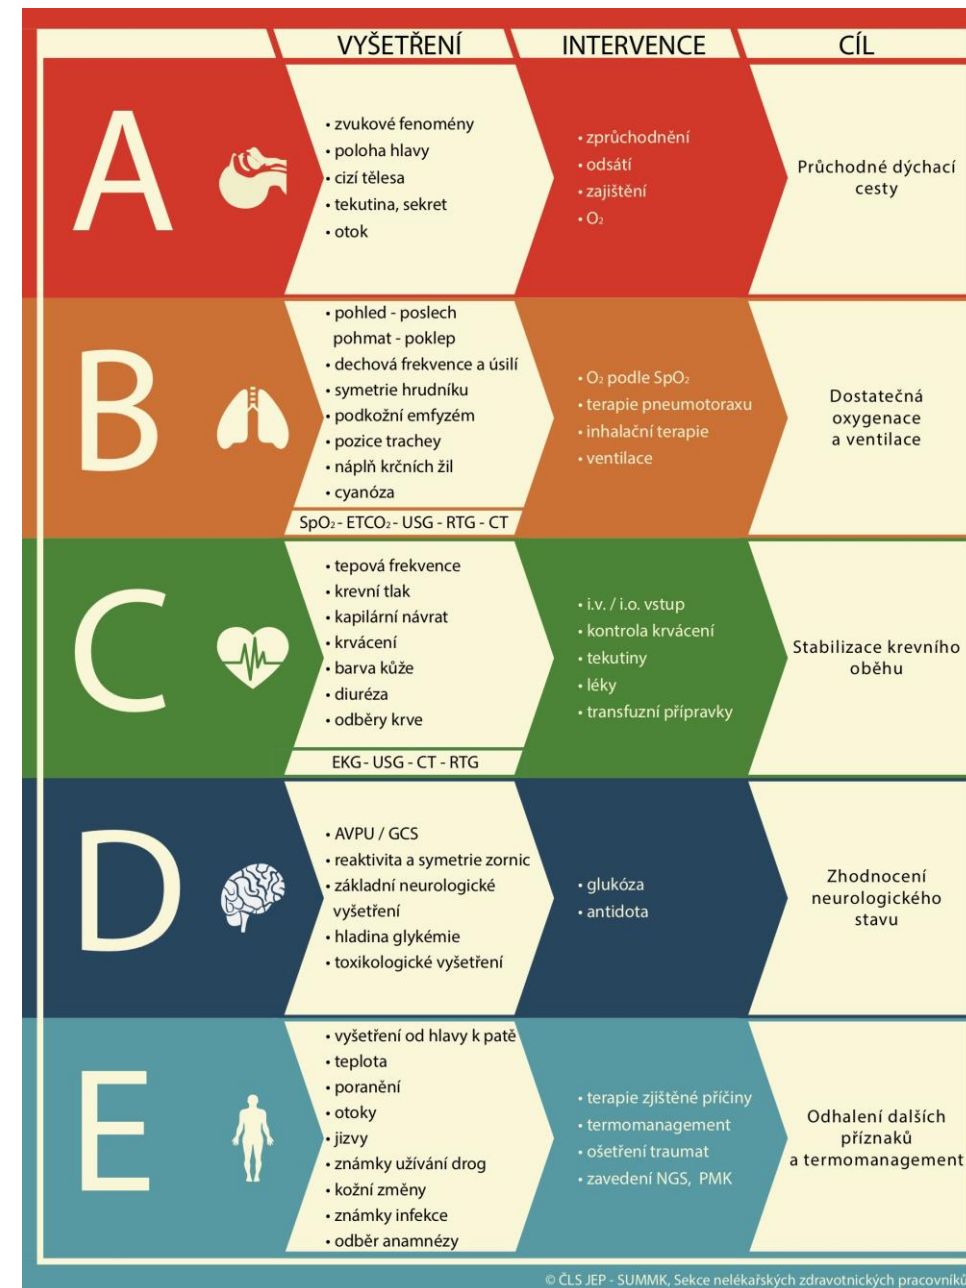 VYŠETŘENÍ
INTERVENCE
CÍL
A
• zvukové fenomény
• poloha hlavy
• cizí tělesa
• tekutina, sekret
• otok
• zprůchodnění
• odsátí
• zajištění
• O₂
Průchodné dýchací
cesty
B
• pohled - poslech
pohmat - poklep
• dechová frekvence a úsilí
• symetrie hrudníku
• podkožní emfyzém
• pozice trachey
• náplň krčních žil
• cyanóza
SpO₂ - ETCO₂ - USG - RTG - CT
• O₂ podle SpO₂
• terapie pneumotoraxu
• inhalační terapie
• ventilace
Dostatečná
oxygenace
a ventilace
C
• tepová frekvence
• krevní tlak
• kapilární návrat
• krvácení
• barva kůže
• diuréza
• odběry krve
EKG - USG - CT - RTG
• i.v. / i.o. vstup
• kontrola krvácení
• tekutiny
• léky
• transfuzní přípravky
Stabilizace krevního
oběhu
D
• AVPU / GCS
• reaktivita a symetrie zornic
• základní neurologické
vyšetření
• hladina glykémie
• toxikologické vyšetření
• glukóza
• antidota
Zhodnocení
neurologického
stavu
E
• vyšetření od hlavy k patě
• teplota
• poranění
• otoky
• jizvy
• známky užívání drog
• kožní změny
• známky infekce
• odběr anamnézy
• terapie zjištěné příčiny
• termomanagement
• ošetření traumat
• zavedení NGS, PMK
Odhalení dalších
příznaků
a termomanagement
© ČLS JEP - SUMMK, Sekce nelékařských zdravotnických pracovníků